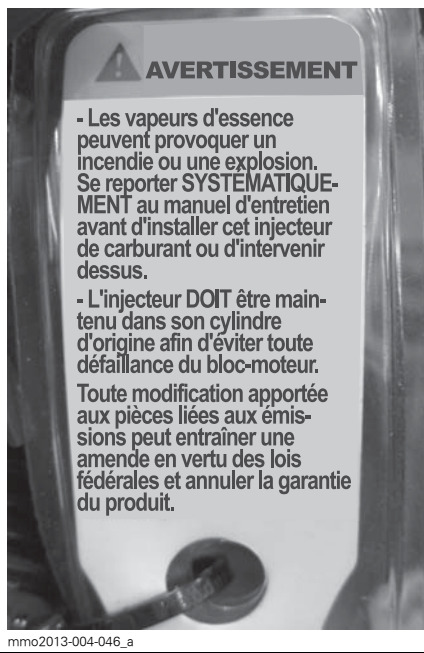 AVERTISSEMENT
- Les vapeurs d'essence
peuvent provoquer un
incendie ou une explosion.
Se reporter SYSTÉMATIQUE-
MENT au manuel d'entretien
avant d'installer cet injecteur
de carburant ou d'intervenir
dessus.
- L'injecteur DOIT être main-
tenu dans son cylindre
d'origine afin d'éviter toute
défaillance du bloc-moteur.
Toute modification apportée
aux pièces liées aux émis-
sions peut entraîner une
amende en vertu des lois
fédérales et annuler la garantie
du produit.
mmo2013-004-046_a